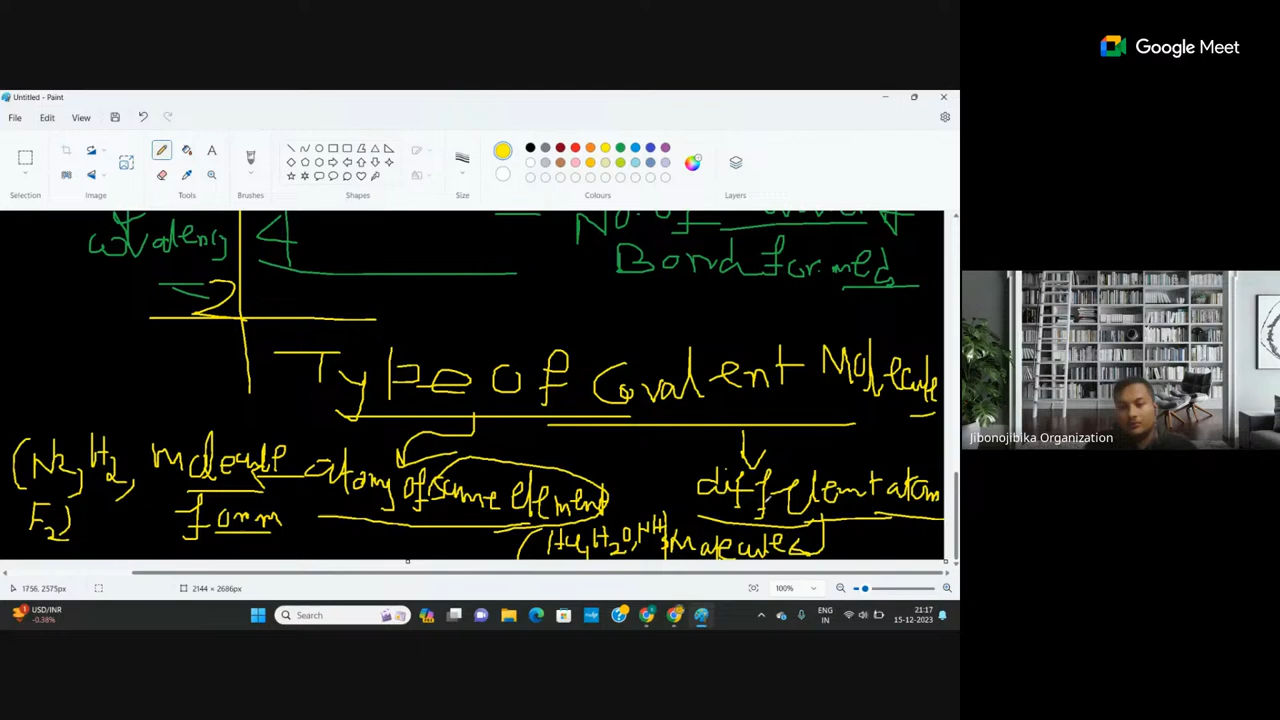 Google Meet
Untitled - Paint
File Edit View
Selection Image Tools Brushes Shapes Size Colours Layers
covalency
= 2
4
No. of
Bond formed
Type of Covalent Molecule
(N2, H2, F2)
molecule form
atoms of same element
diff element atom
H2O, NH3
molecules
Jibonojibika Organization
1756, 2575px
2144 × 2686px
100%
USD/INR
-0.38%
Search
ENG
IN
21:17
15-12-2023